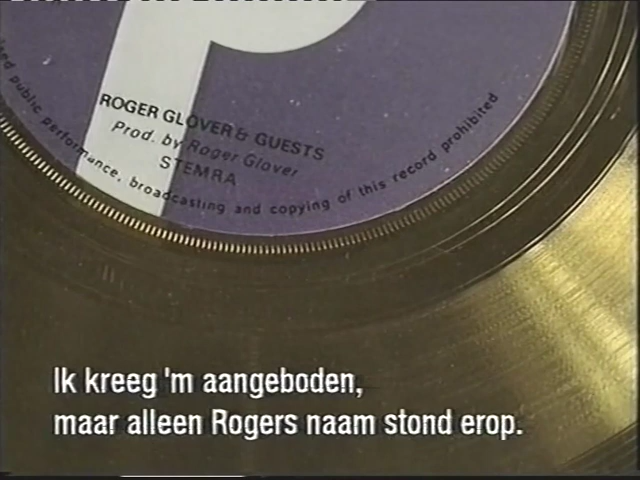 ROGER GLOVER & GUESTS
Prod. by Roger Glover
STEMRA
public performance, broadcasting and copying of this record prohibited
Ik kreeg 'm aangeboden,
maar alleen Rogers naam stond erop.